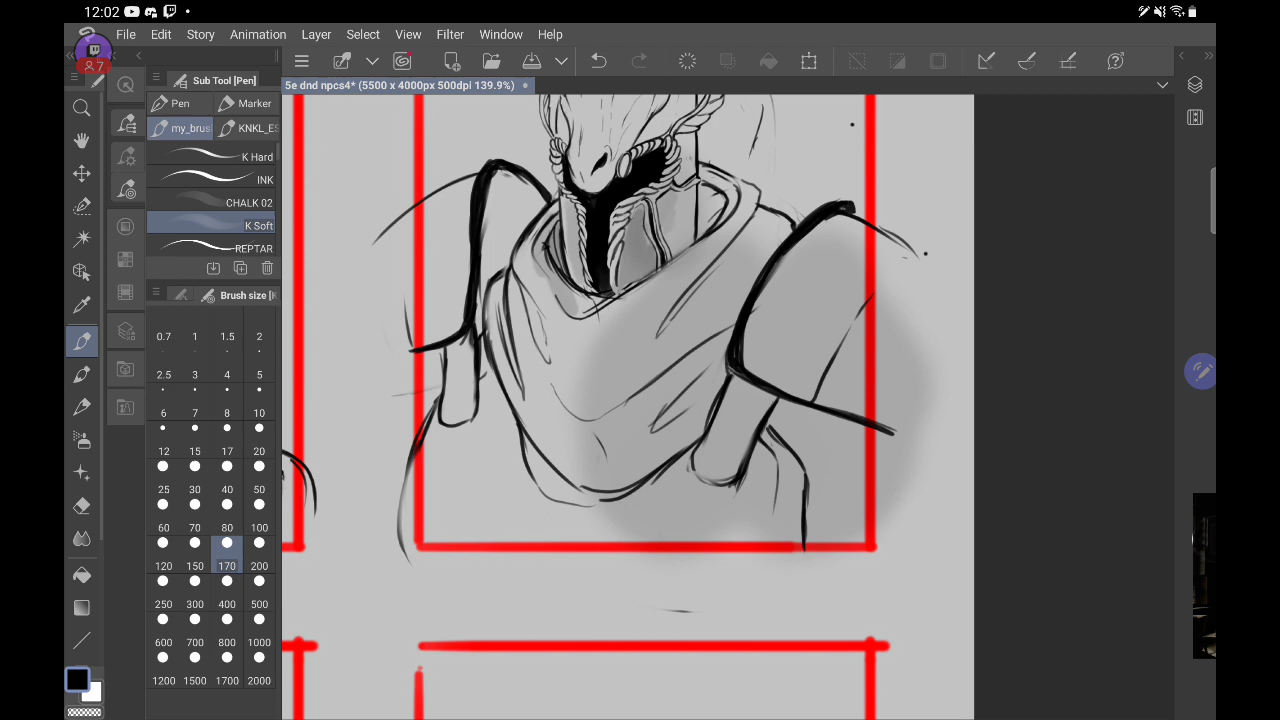 12:02
File Edit Story Animation Layer Select View Filter Window Help
7
Sub Tool [Pen]
5e dnd npcs4* (5500 x 4000px 500dpi 139.9%)
Pen Marker
my_brus KNKL_ES
K Hard
INK
CHALK 02
K Soft
REPTAR
Brush size [K
0.7 1 1.5 2
2.5 3 4 5
6 7 8 10
12 15 17 20
25 30 40 50
60 70 80 100
120 150 170 200
250 300 400 500
600 700 800 1000
1200 1500 1700 2000